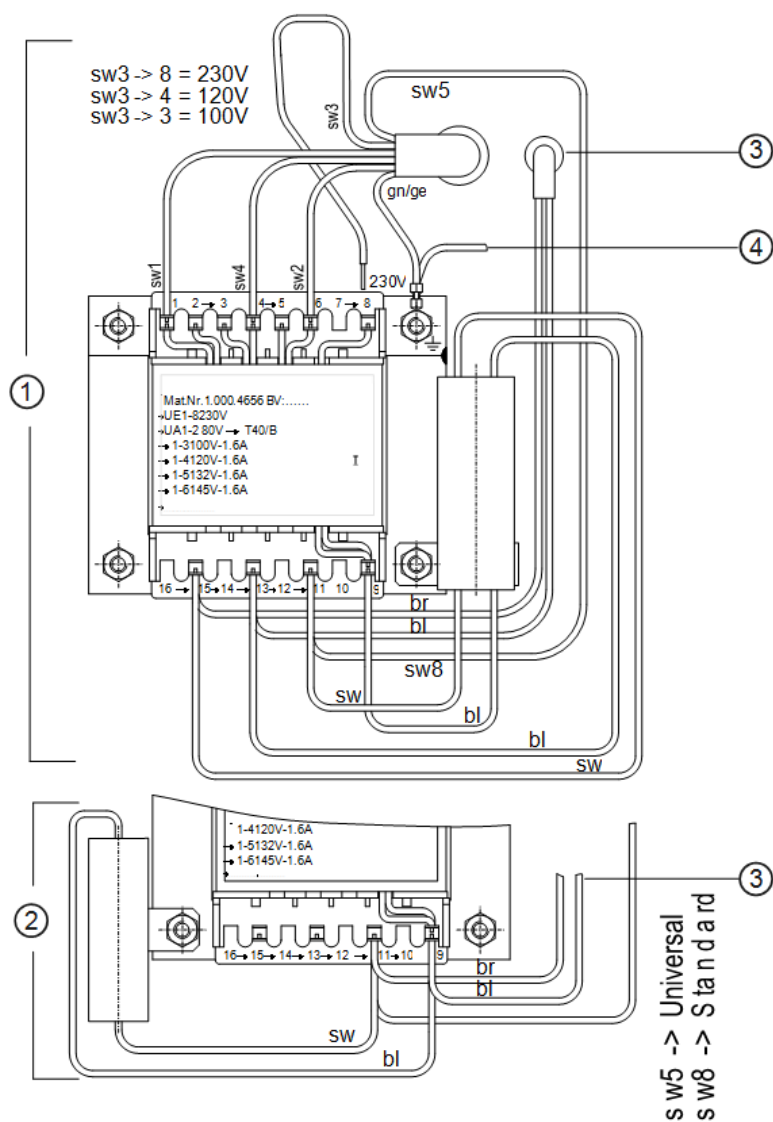 sw3 -> 8 = 230V
sw3 -> 4 = 120V
sw3 -> 3 = 100V
sw3
sw5
3
gn/ge
4
sw1
sw4
sw2
230V
1 2 → 3 4 → 5 6 7 → 8
1
Mat.Nr.1.000.4656 BV:......
→UE1-8230V
→UA1-2 80V → T40/B
→ 1-3100V-1.6A
→ 1-4120V-1.6A
→ 1-5132V-1.6A
→ 1-6145V-1.6A
→
I
16 → 15 → 14 → 13 → 12 → 11 10 9
br
bl
sw8
sw
bl
bl
sw
1-4120V-1.6A
→ 1-5132V-1.6A
→ 1-6145V-1.6A
→
2
3
16 → 15 → 14 → 13 → 12 → 11 → 10 9
br
bl
sw
bl
sw5 -> Universal
sw8 -> Standard